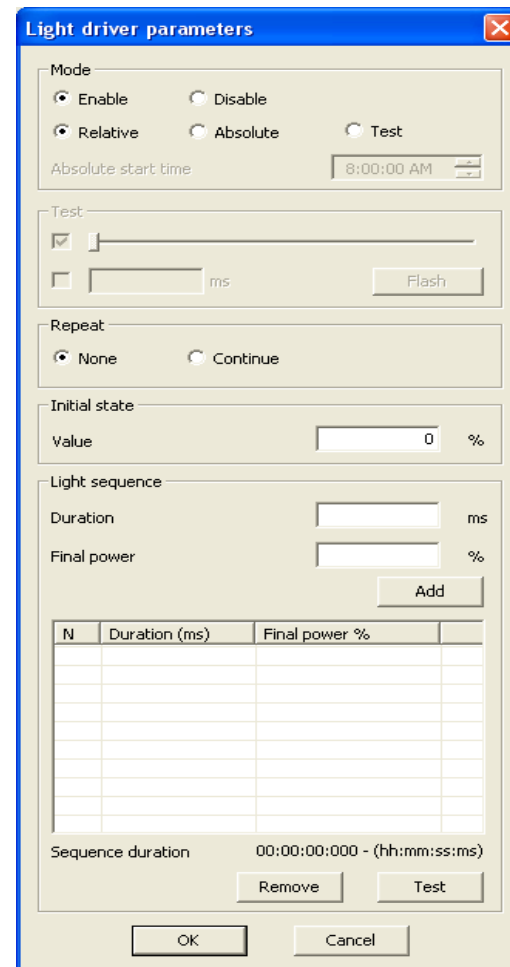 Light driver parameters
Mode
Enable Disable
Relative Absolute Test
Absolute start time 8:00:00 AM
Test
ms Flash
Repeat
None Continue
Initial state
Value 0 %
Light sequence
Duration ms
Final power %
Add
N Duration (ms) Final power %
Sequence duration 00:00:00:000 - (hh:mm:ss:ms)
Remove Test
OK Cancel